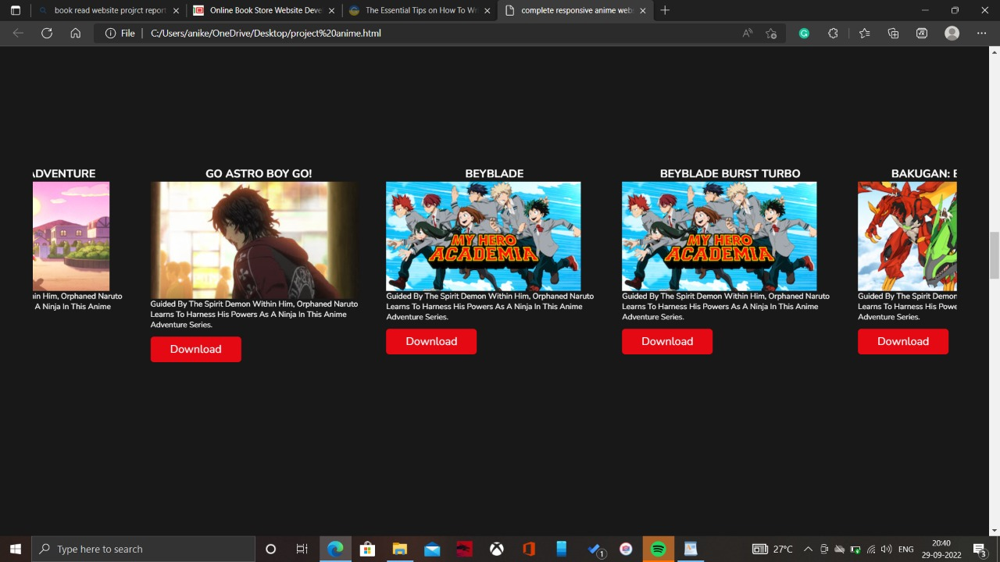 book read website projrct report
Online Book Store Website Deve
The Essential Tips on How To Wr
complete responsive anime web
File
C:/Users/anike/OneDrive/Desktop/project%20anime.html
ADVENTURE
GO ASTRO BOY GO!
BEYBLADE
BEYBLADE BURST TURBO
BAKUGAN: B
MY HERO
ACADEMIA
MY HERO
ACADEMIA
in Him, Orphaned Naruto
A Ninja In This Anime
Guided By The Spirit Demon Within Him, Orphaned Naruto
Learns To Harness His Powers As A Ninja In This Anime
Adventure Series.
Download
Guided By The Spirit Demon Within Him, Orphaned Naruto
Learns To Harness His Powers As A Ninja In This Anime
Adventure Series.
Download
Guided By The Spirit Demon Within Him, Orphaned Naruto
Learns To Harness His Powers As A Ninja In This Anime
Adventure Series.
Download
Guided By The Spirit Demon
Learns To Harness His Powe
Adventure Series.
Download
Type here to search
1
27°C
ENG
20:40
29-09-2022
3